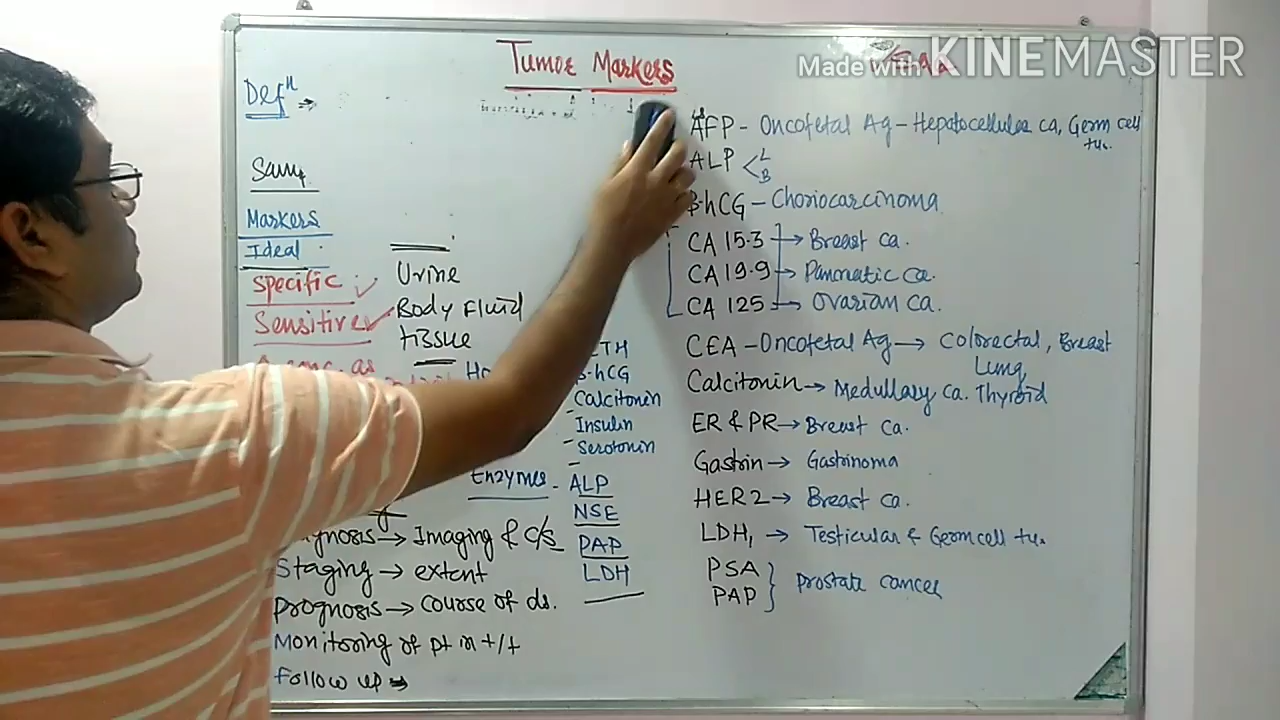 Tumor Markers
Made with KINEMASTER
Defn →
Samp
Markers
Ideal
Specific ✓
Sensitive ✓
Urine
Body Fluid
tissue
β-hCG
Calcitonin
Insulin
Serotonin
Enzymes - ALP
NSE
PAP
LDH
→ Imaging & c/s
Staging → extent
Prognosis → Course of ds.
Monitoring of pt in +/t
Follow up →
AFP - Oncofetal Ag - Hepatocellular ca, Germ cell
tu.
ALP < L
B
β-hCG - Choriocarcinoma
CA 15.3 → Breast ca.
CA 19.9 → Pancreatic ca.
CA 125 → Ovarian ca.
CEA - Oncofetal Ag → Colorectal, Breast
Lung
Calcitonin → Medullary ca. Thyroid
ER & PR → Breast ca.
Gastrin → Gastrinoma
HER2 → Breast ca.
LDH1 → Testicular & Germ cell tu.
PSA
PAP } Prostate cancer